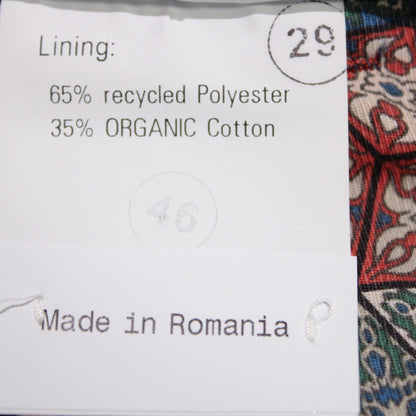 29
Lining:
65% recycled Polyester
35% ORGANIC Cotton
46
Made in Romania